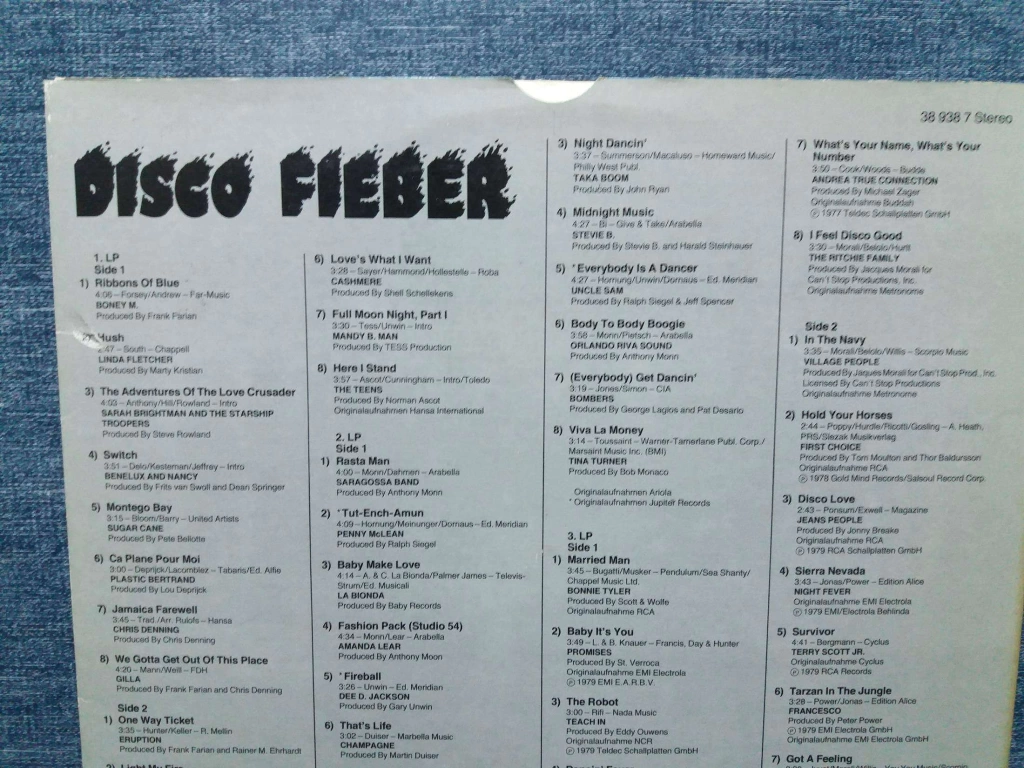 38 938 7 Stereo
DISCO FIEBER
1. LP
Side 1
1) Ribbons Of Blue
4:06 – Forsey/Andrew – Far-Music
BONEY M.
Produced By Frank Farian
Hush
:47 – South – Chappell
LINDA FLETCHER
Produced By Marty Kristian
3) The Adventures Of The Love Crusader
4:03 – Anthony/Hill/Rowland – Intro
SARAH BRIGHTMAN AND THE STARSHIP
TROOPERS
Produced By Steve Rowland
4) Switch
3:51 – Delo/Kasteman/Jeffrey – Intro
BENELUX AND NANCY
Produced By Frits van Swoll and Dean Springer
5) Montego Bay
3:15 – Bloom/Barry – United Artists
SUGAR CANE
Produced By Pete Bellotte
6) Ca Plane Pour Moi
3:00 – Deprijck/Lacomblez – Tabaris/Ed. Alfie
PLASTIC BERTRAND
Produced By Lou Deprijck
7) Jamaica Farewell
3:45 – Trad./Arr. Rulofs – Hansa
CHRIS DENNING
Produced By Chris Denning
8) We Gotta Get Out Of This Place
4:20 – Mann/Weill – FDH
GILLA
Produced By Frank Farian and Chris Denning
Side 2
1) One Way Ticket
3:35 – Hunter/Keller – R. Mellin
ERUPTION
Produced By Frank Farian and Rainer M. Ehrhardt
6) Love's What I Want
3:28 – Sayer/Hammond/Hollestelle – Roba
CASHMERE
Produced By Shell Schellekens
7) Full Moon Night, Part I
3:30 – Tess/Unwin – Intro
MANDY B. MAN
Produced By TESS Production
8) Here I Stand
3:57 – Ascot/Cunningham – Intro/Toledo
THE TEENS
Produced By Norman Ascot
Originalaufnahmen Hansa International
2. LP
Side 1
1) Rasta Man
4:00 – Monn/Dahmen – Arabella
SARAGOSSA BAND
Produced By Anthony Monn
2) *Tut-Ench-Amun
4:09 – Hornung/Meinunger/Dornaus – Ed. Meridian
PENNY McLEAN
Produced By Ralph Siegel
3) Baby Make Love
4:14 – A. & C. La Bionda/Palmer James – Televis-
Strum/Ed. Musicali
LA BIONDA
Produced By Baby Records
4) Fashion Pack (Studio 54)
4:34 – Monn/Lear – Arabella
AMANDA LEAR
Produced By Anthony Moon
5) *Fireball
3:26 – Unwin – Ed. Meridian
DEE D. JACKSON
Produced By Gary Unwin
6) That's Life
3:02 – Duiser – Marbella Music
CHAMPAGNE
Produced By Martin Duiser
3) Night Dancin'
3:37 – Summerson/Macaluso – Homeward Music/
Philly West Publ.
TAKA BOOM
Produced By John Ryan
4) Midnight Music
4:27 – Bi – Give & Take/Arabella
STEVIE B.
Produced By Stevie B. and Harald Steinhauer
5) *Everybody Is A Dancer
4:27 – Hornung/Unwin/Dornaus – Ed. Meridian
UNCLE SAM
Produced By Ralph Siegel & Jeff Spencer
6) Body To Body Boogie
3:58 – Monn/Pietsch – Arabella
ORLANDO RIVA SOUND
Produced By Anthony Monn
7) (Everybody) Get Dancin'
3:19 – Jones/Simon – CIA
BOMBERS
Produced By George Lagios and Pat Desario
8) Viva La Money
3:14 – Toussaint – Warner-Tamerlane Publ. Corp./
Marsaint Music Inc. (BMI)
TINA TURNER
Produced By Bob Monaco
Originalaufnahmen Ariola
* Originalaufnahmen Jupiter Records
3. LP
Side 1
1) Married Man
3:45 – Bugatti/Musker – Pendulum/Sea Shanty/
Chappel Music Ltd.
BONNIE TYLER
Produced By Scott & Wolfe
Originalaufnahme RCA
2) Baby It's You
3:49 – L. & B. Knauer – Francis, Day & Hunter
PROMISES
Produced By St. Verroca
Originalaufnahme EMI Electrola
Ⓟ 1979 EMI E.A.R.B.V.
3) The Robot
3:00 – Rifi – Nada Music
TEACH IN
Produced By Eddy Ouwens
Originalaufnahme NCR
Ⓟ 1979 Teldec Schallplatten GmbH
7) What's Your Name, What's Your
Number
3:50 – Cook/Woods – Budde
ANDREA TRUE CONNECTION
Produced By Michael Zager
Originalaufnahme Buddah
Ⓟ 1977 Teldec Schallplatten GmbH
8) I Feel Disco Good
3:30 – Morali/Belolo/Hurtt
THE RITCHIE FAMILY
Produced By Jacques Morali for
Can't Stop Produced, Inc.
Originalaufnahme Metronome
Side 2
1) In The Navy
3:35 – Morali/Belolo/Willis – Scorpio Music
VILLAGE PEOPLE
Produced By Jaques Morali for Can't Stop Prod., Inc.
Licensed By Can't Stop Productions
Originalaufnahme Metronome
2) Hold Your Horses
2:44 – Poppy/Hurdle/Ricotti/Gosling – A. Heath,
PRS/Slezak Musikverlag
FIRST CHOICE
Produced By Tom Moulton and Thor Baldursson
Originalaufnahme RCA
Ⓟ 1978 Gold Mind Records/Salsoul Record Corp.
3) Disco Love
2:43 – Ponsum/Exwell – Magazine
JEANS PEOPLE
Produced By Jonny Breake
Originalaufnahme RCA
Ⓟ 1979 RCA Schallplatten GmbH
4) Sierra Nevada
3:43 – Jonas/Power – Edition Alice
NIGHT FEVER
Originalaufnahme EMI Electrola
Ⓟ 1979 EMI/Electrola Belinda
5) Survivor
4:41 – Bergmann – Cyclus
TERRY SCOTT JR.
Originalaufnahme Cyclus
Ⓟ 1979 RCA Records
6) Tarzan In The Jungle
3:28 – Power/Jonas – Edition Alice
FRANCESCO
Produced By Peter Power
Ⓟ 1979 EMI Electrola GmbH
Originalaufnahme EMI Electrola GmbH
7) Got A Feeling